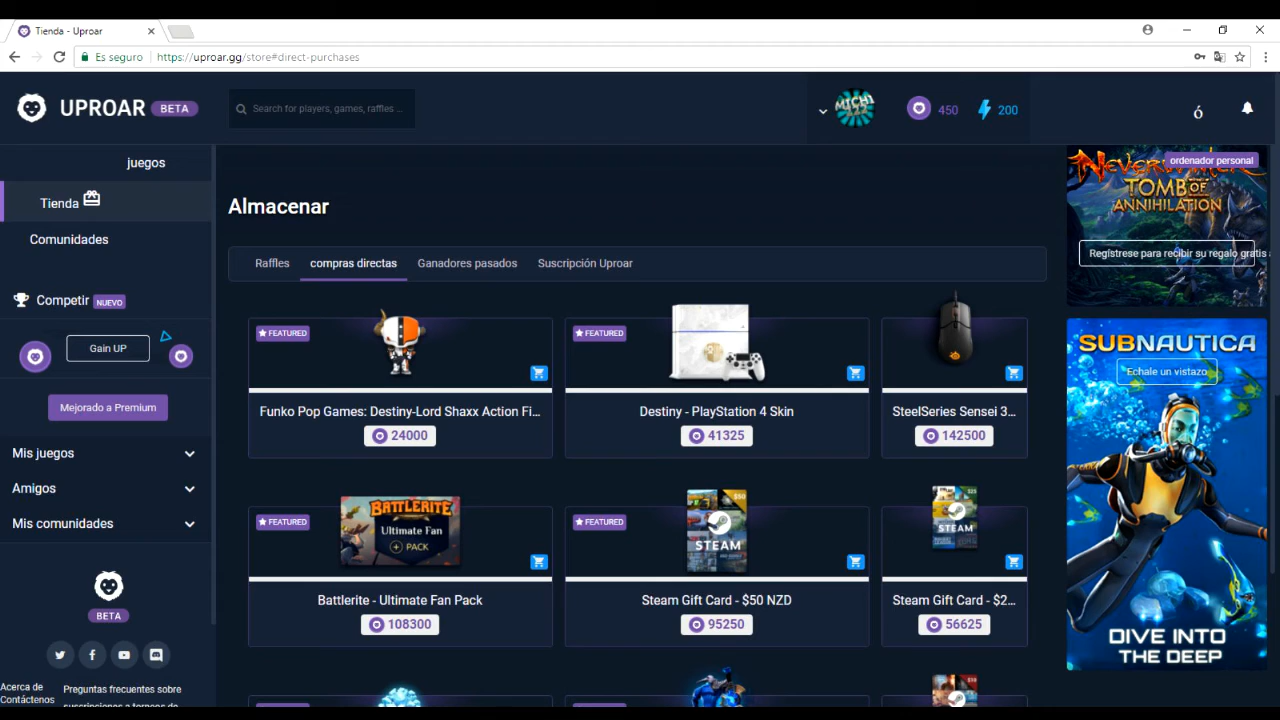 Tienda - Uproar
Es seguro
https://uproar.gg/store#direct-purchases
UPROAR BETA
Search for players, games, raffles ...
MICHI
450
200
ó
juegos
Tienda
Comunidades
Competir NUEVO
Gain UP
Mejorado a Premium
Mis juegos
Amigos
Mis comunidades
BETA
Acerca de
Contáctenos
Preguntas frecuentes sobre
suscripciones a torneos de
Almacenar
Raffles
compras directas
Ganadores pasados
Suscripción Uproar
FEATURED
Funko Pop Games: Destiny-Lord Shaxx Action Fi...
24000
FEATURED
Destiny - PlayStation 4 Skin
41325
SteelSeries Sensei 3...
142500
FEATURED
BATTLERITE
Ultimate Fan
PACK
Battlerite - Ultimate Fan Pack
108300
FEATURED
$50
STEAM
Steam Gift Card - $50 NZD
95250
STEAM
Steam Gift Card - $2...
56625
ordenador personal
NEVERWINTER
TOMB OF
ANNIHILATION
Regístrese para recibir su regalo gratis
SUBNAUTICA
Echale un vistazo
DIVE INTO
THE DEEP